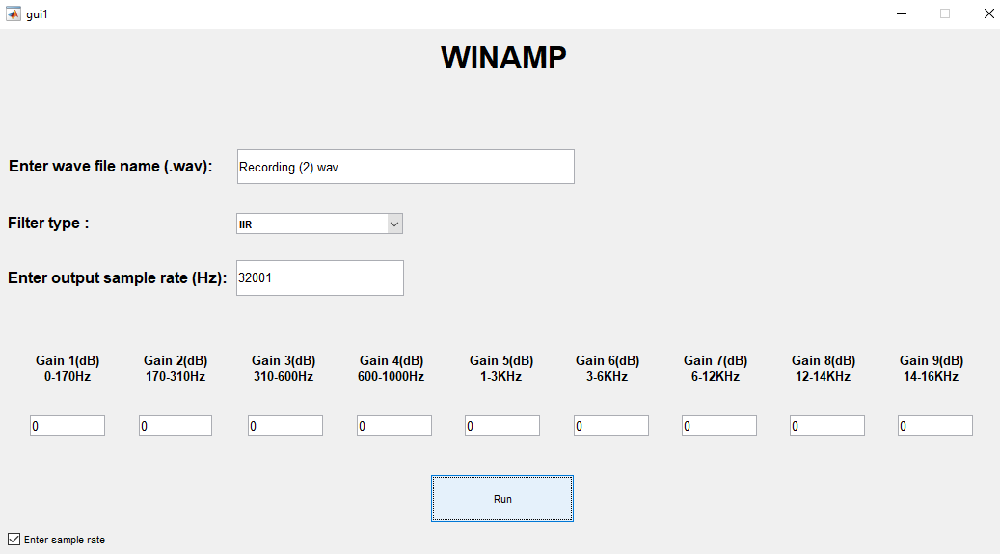 gui1
WINAMP
Enter wave file name (.wav): Recording (2).wav
Filter type : IIR
Enter output sample rate (Hz): 32001
Gain 1(dB) Gain 2(dB) Gain 3(dB) Gain 4(dB) Gain 5(dB) Gain 6(dB) Gain 7(dB) Gain 8(dB) Gain 9(dB)
0-170Hz 170-310Hz 310-600Hz 600-1000Hz 1-3KHz 3-6KHz 6-12KHz 12-14KHz 14-16KHz
0 0 0 0 0 0 0 0 0
Run
Enter sample rate